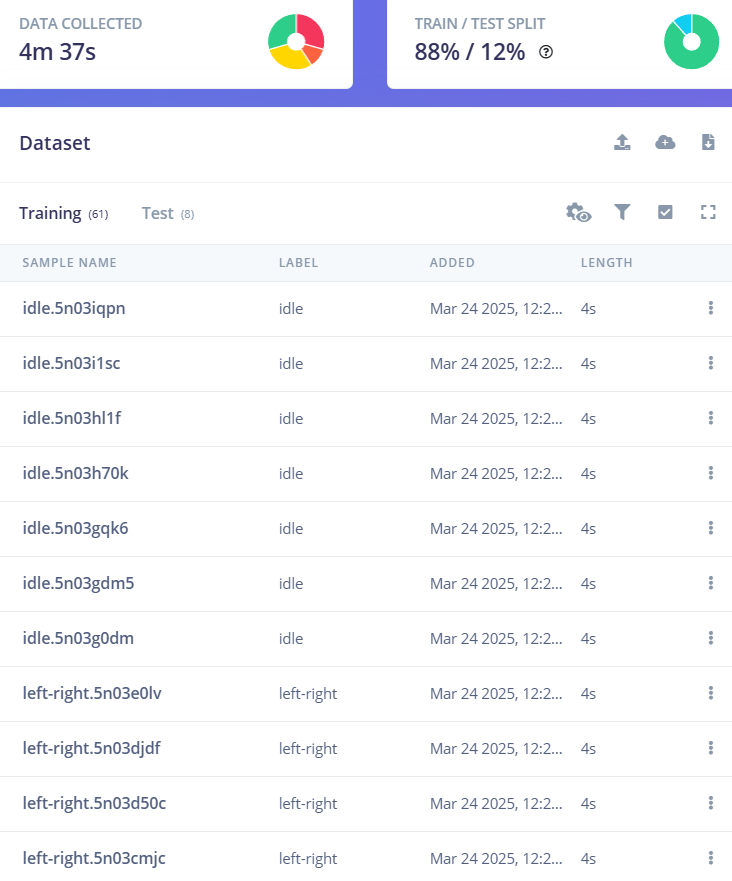 DATA COLLECTED
4m 37s
TRAIN / TEST SPLIT
88% / 12% ?
Dataset
Training (61) Test (8)
SAMPLE NAME LABEL ADDED LENGTH
idle.5n03iqpn idle Mar 24 2025, 12:2... 4s
idle.5n03i1sc idle Mar 24 2025, 12:2... 4s
idle.5n03hl1f idle Mar 24 2025, 12:2... 4s
idle.5n03h70k idle Mar 24 2025, 12:2... 4s
idle.5n03gqk6 idle Mar 24 2025, 12:2... 4s
idle.5n03gdm5 idle Mar 24 2025, 12:2... 4s
idle.5n03g0dm idle Mar 24 2025, 12:2... 4s
left-right.5n03e0lv left-right Mar 24 2025, 12:2... 4s
left-right.5n03djdf left-right Mar 24 2025, 12:2... 4s
left-right.5n03d50c left-right Mar 24 2025, 12:2... 4s
left-right.5n03cmjc left-right Mar 24 2025, 12:2... 4s